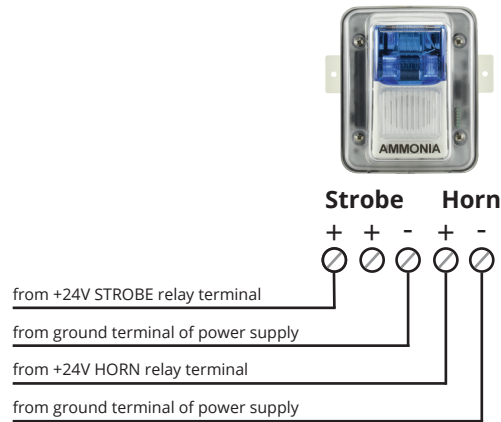 AMMONIA
Strobe Horn
+ + - + -
from +24V STROBE relay terminal
from ground terminal of power supply
from +24V HORN relay terminal
from ground terminal of power supply